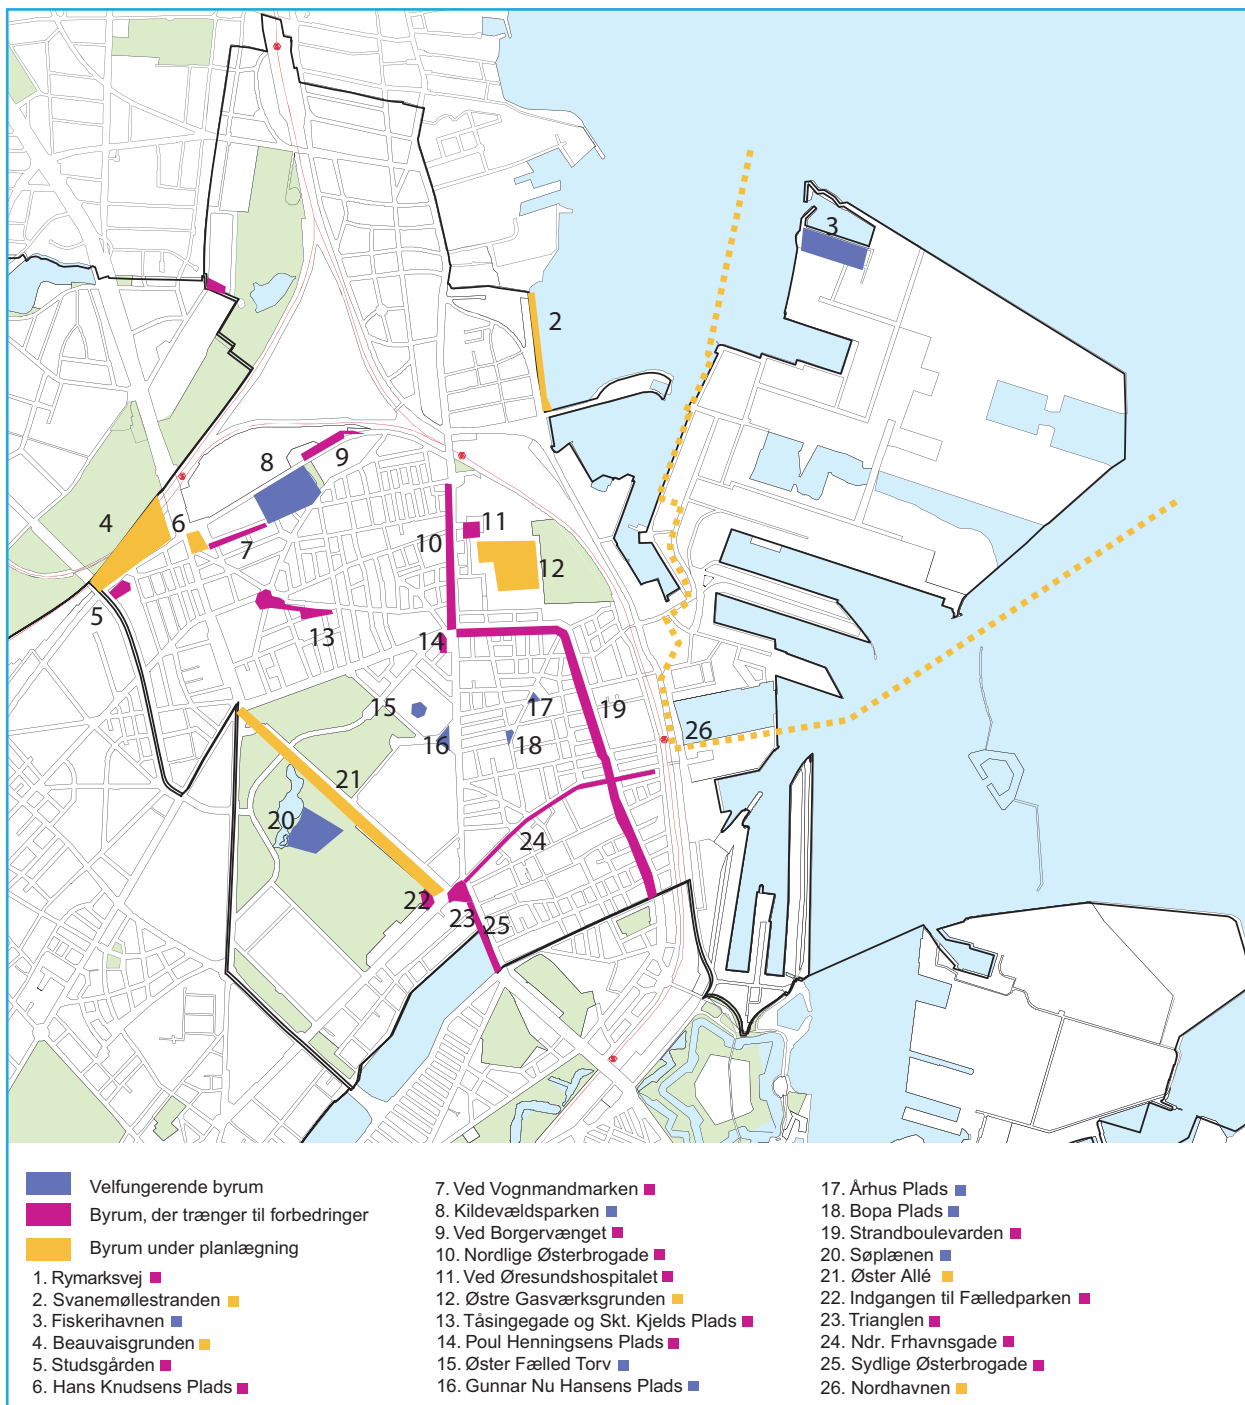 3
2
8
9
4
6
11
10
7
12
5
13
14
15
17
19
16
18
26
21
20
24
22
23
25
Velfungerende byrum
Byrum, der trænger til forbedringer
Byrum under planlægning
1. Rymarksvej
2. Svanemøllestranden
3. Fiskerihavnen
4. Beauvaisgrunden
5. Studsgården
6. Hans Knudsens Plads
7. Ved Vognmandmarken
8. Kildevældsparken
9. Ved Borgervænget
10. Nordlige Østerbrogade
11. Ved Øresundshospitalet
12. Østre Gasværksgrunden
13. Tåsingegade og Skt. Kjelds Plads
14. Poul Henningsens Plads
15. Øster Fælled Torv
16. Gunnar Nu Hansens Plads
17. Århus Plads
18. Bopa Plads
19. Strandboulevarden
20. Søplænen
21. Øster Allé
22. Indgangen til Fælledparken
23. Trianglen
24. Ndr. Frhavnsgade
25. Sydlige Østerbrogade
26. Nordhavnen